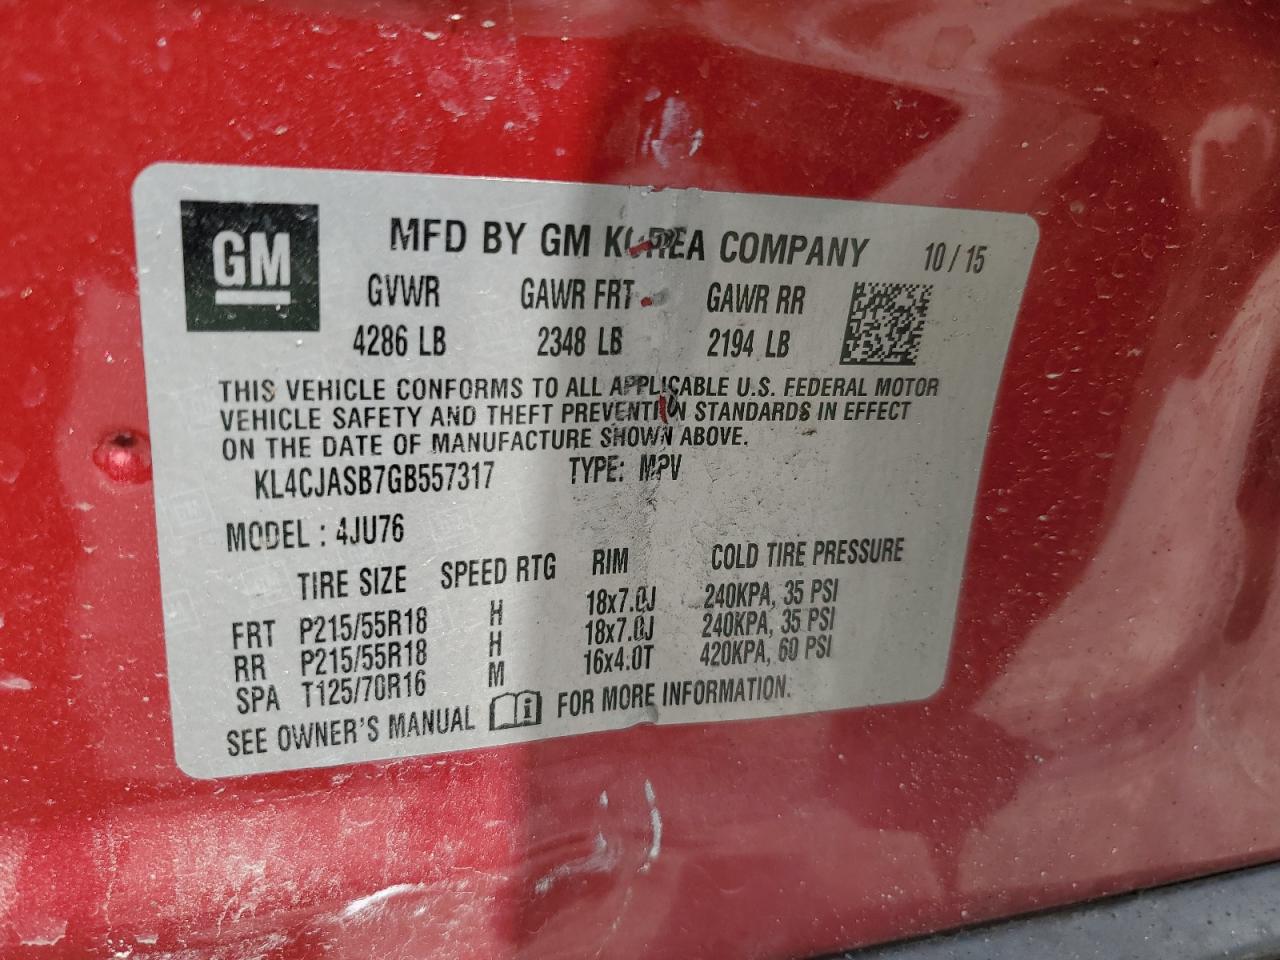 GM
MFD BY GM KOREA COMPANY 10/15
GVWR GAWR FRT GAWR RR
4286 LB 2348 LB 2194 LB
THIS VEHICLE CONFORMS TO ALL APPLICABLE U.S. FEDERAL MOTOR
VEHICLE SAFETY AND THEFT PREVENTION STANDARDS IN EFFECT
ON THE DATE OF MANUFACTURE SHOWN ABOVE.
KL4CJASB7GB557317 TYPE: MPV
MODEL : 4JU76
TIRE SIZE SPEED RTG RIM COLD TIRE PRESSURE
FRT P215/55R18 H 18x7.0J 240KPA, 35 PSI
RR P215/55R18 H 18x7.0J 240KPA, 35 PSI
SPA T125/70R16 M 16x4.0T 420KPA, 60 PSI
SEE OWNER'S MANUAL i FOR MORE INFORMATION.